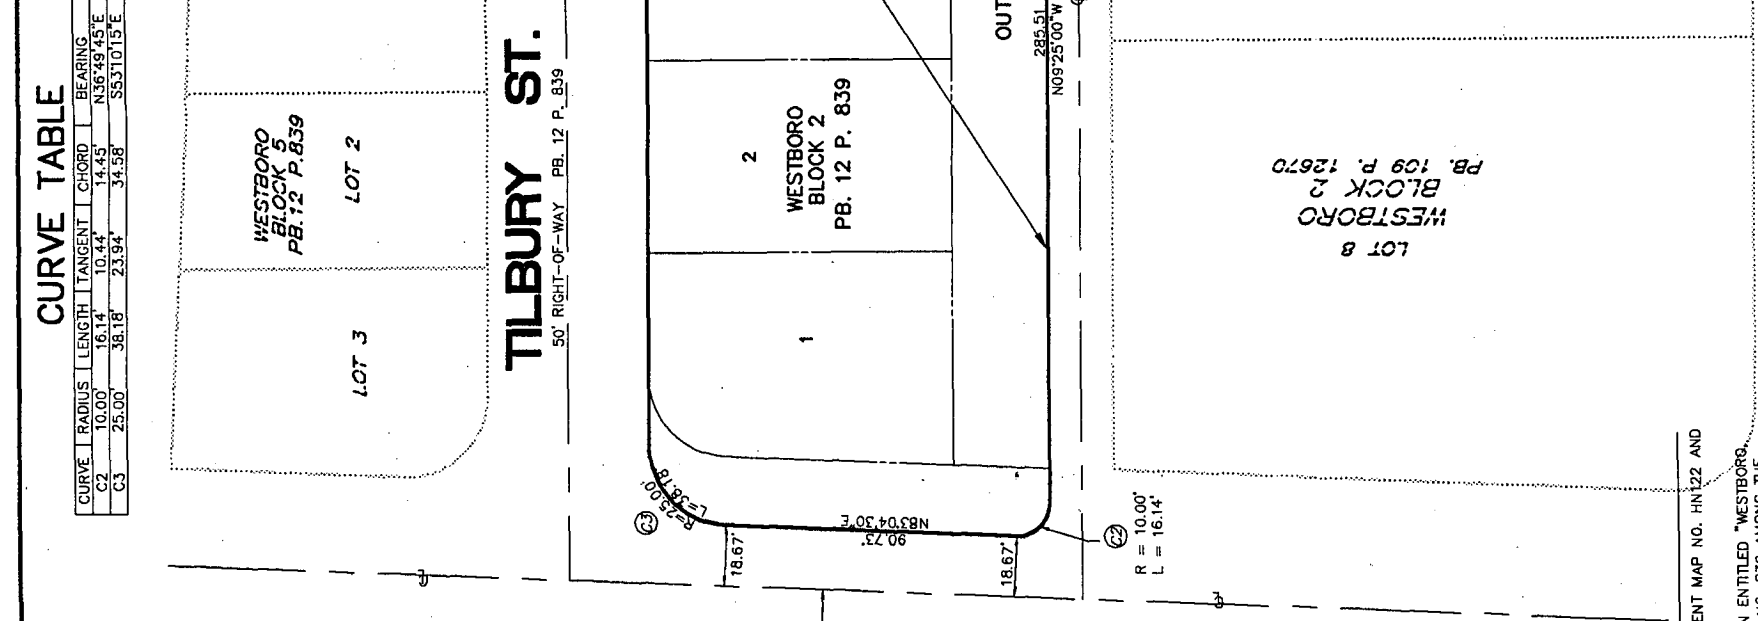 CURVE TABLE
CURVE RADIUS LENGTH TANGENT CHORD BEARING
C2 10.00' 16.14' 10.44' 14.45' N36°49'45"E
C3 25.00' 38.18' 23.94' 34.58' S53°10'15"E
WESTBORO
BLOCK 5
PB.12 P.839
LOT 2
LOT 3
TILBURY ST.
50' RIGHT-OF-WAY PB. 12 P. 839
2
WESTBORO
BLOCK 2
PB. 12 P. 839
1
C3
R=25.00'
L=38.18'
N83°04'30"E
90.73'
18.67'
18.67'
OUT
285.51
N09°25'00"W
C2
R = 10.00'
L = 16.14'
LOT 8
WESTBORO
BLOCK 2
PB. 109 P. 12670
ENT MAP NO. HN122 AND
N ENTITLED "WESTBORO,
AMONG THE